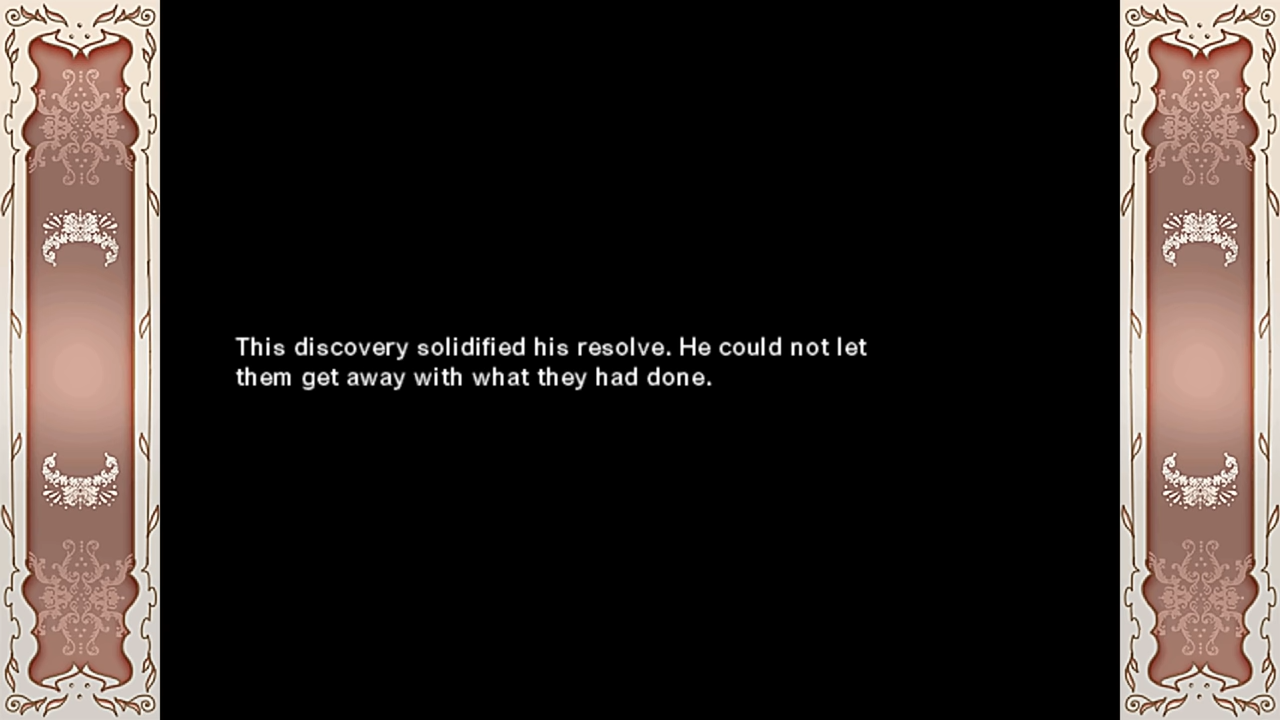 This discovery solidified his resolve. He could not let
them get away with what they had done.